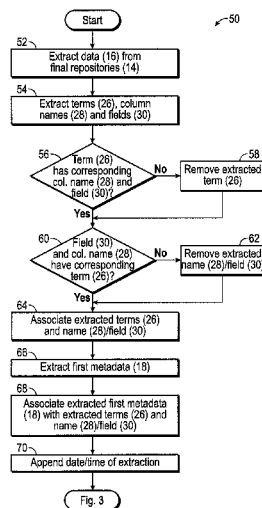 Start
50
52
Extract data (16) from
final repositories (14)
54
Extract terms (26), column
names (28) and fields (30)
56
Term (26)
has corresponding
col. name (28) and
field (30)?
No
58
Remove extracted
term (26)
Yes
60
Field (30)
and col. name (28)
have corresponding
term (26)?
No
62
Remove extracted
name (28)/field (30)
Yes
64
Associate extracted terms (26)
and name (28)/field (30)
66
Extract first metadata (18)
68
Associate extracted first metadata
(18) with extracted terms (26) and
name (28)/field (30)
70
Append date/time of extraction
Fig. 3